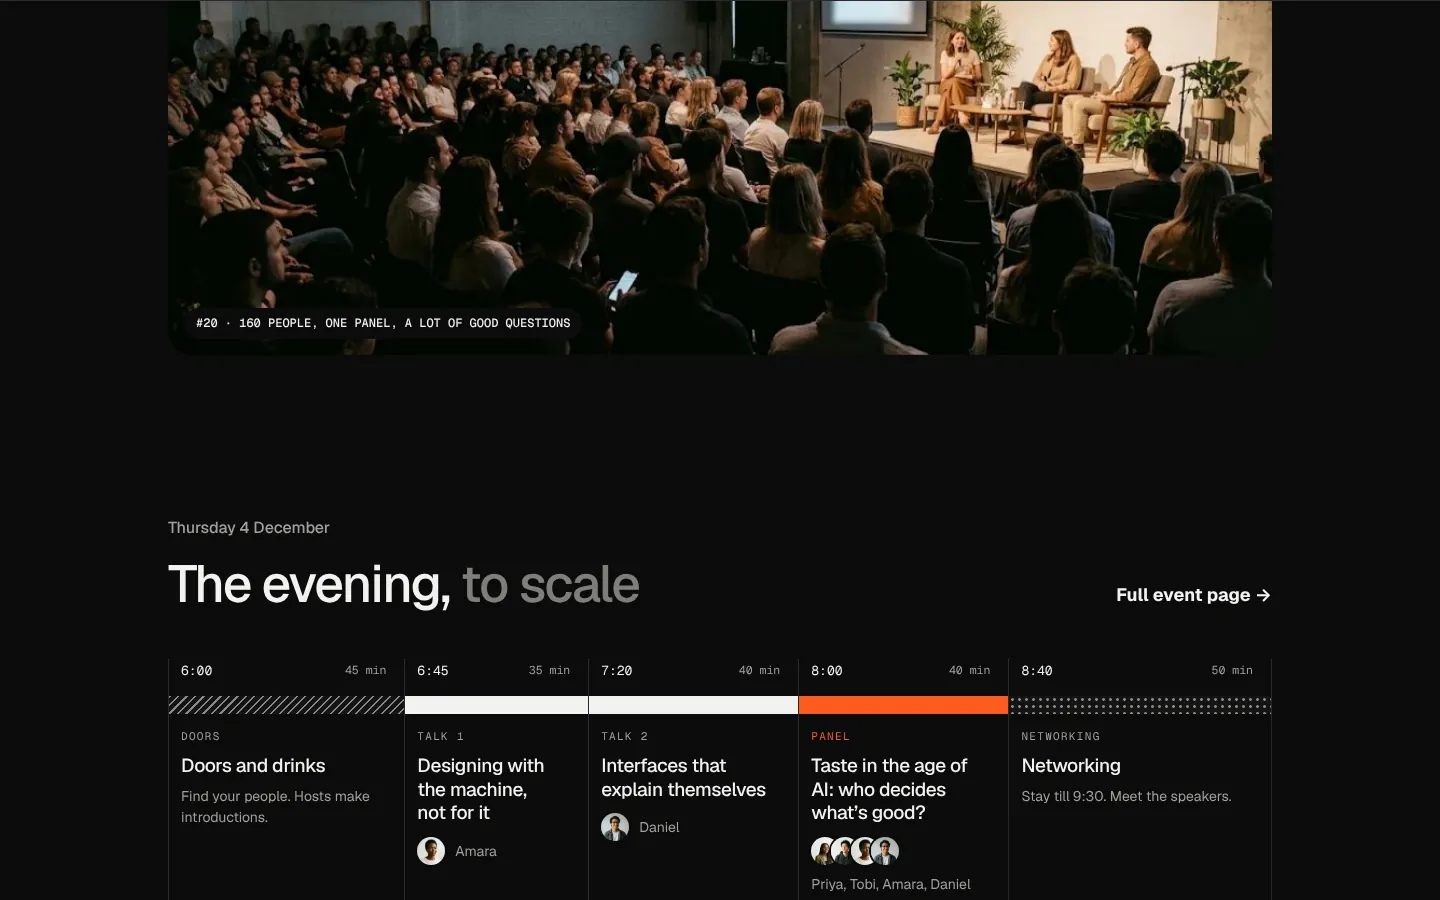 #20 · 160 PEOPLE, ONE PANEL, A LOT OF GOOD QUESTIONS
Thursday 4 December
The evening, to scale
Full event page →
6:00 45 min
DOORS
Doors and drinks
Find your people. Hosts make
introductions.
6:45 35 min
TALK 1
Designing with
the machine,
not for it
Amara
7:20 40 min
TALK 2
Interfaces that
explain themselves
Daniel
8:00 40 min
PANEL
Taste in the age of
AI: who decides
what’s good?
Priya, Tobi, Amara, Daniel
8:40 50 min
NETWORKING
Networking
Stay till 9:30. Meet the speakers.